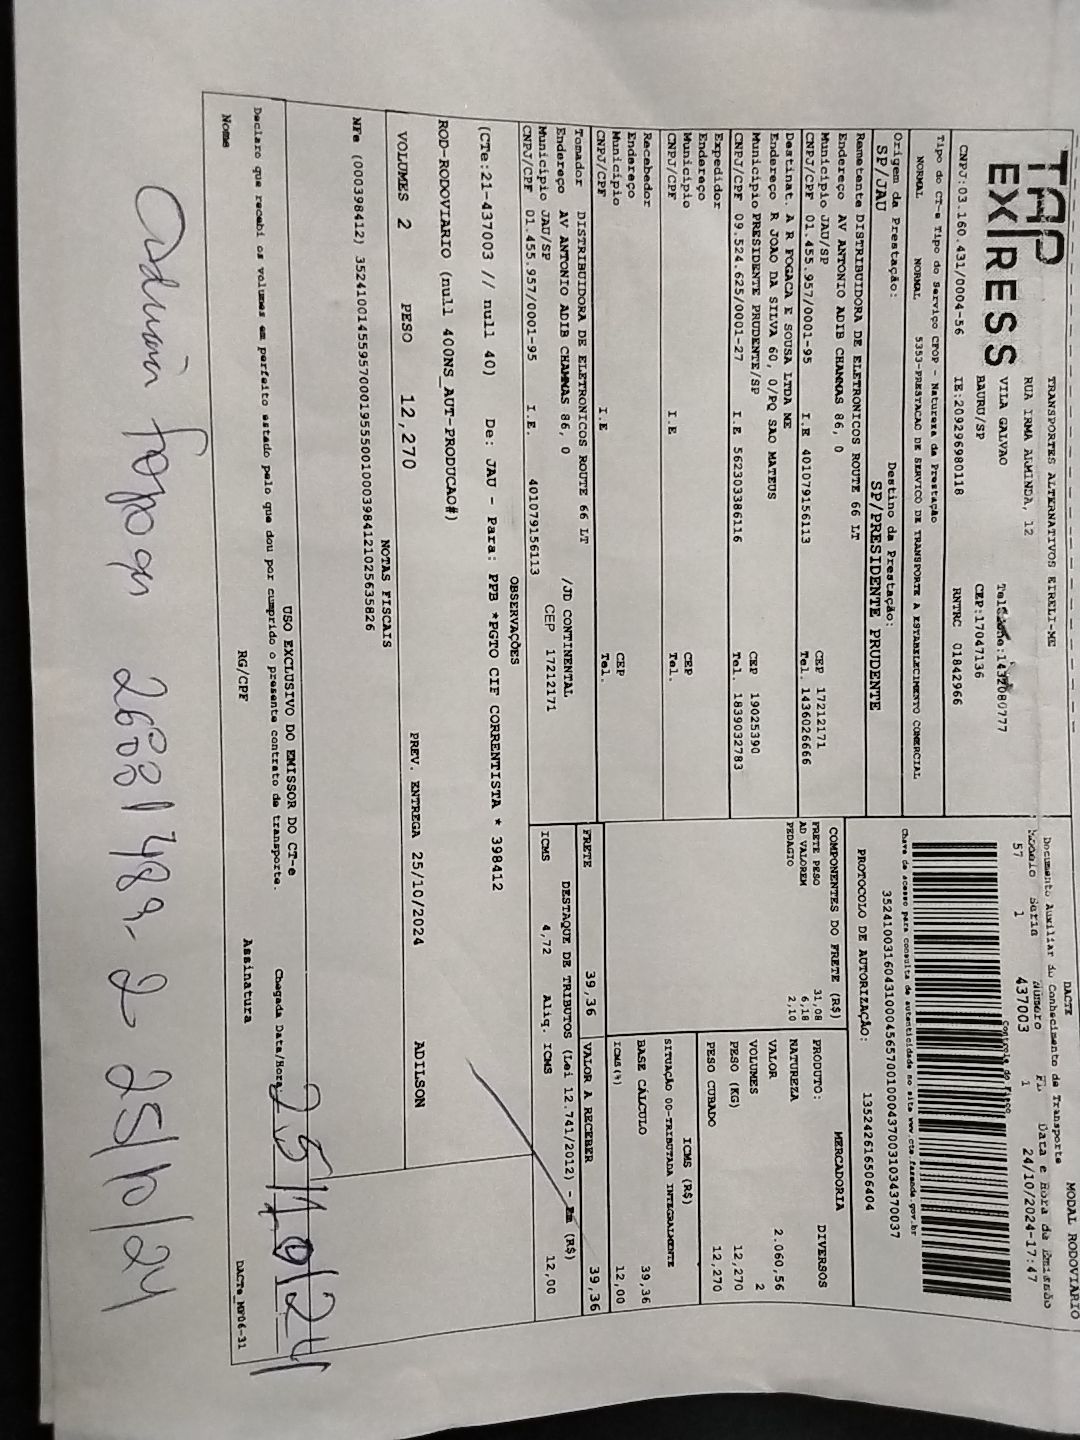 TAP
EXPRESS
TRANSPORTES ALTERNATIVOS EIRELI-ME
RUA IRMA ALMINDA, 12
VILA GALVAO
BAURU/SP
CEP:17047136
CNPJ:03.160.431/0004-56 IE:209296980118 RNTRC 01842966
Tipo do CT-e Tipo do Serviço CFOP - Natureza da Prestação
NORMAL NORMAL 5353-PRESTACAO DE SERVICO DE TRANSPORTE A ESTABELECIMENTO COMERCIAL
Origem da Prestação: Destino da Prestação:
SP/JAU SP/PRESIDENTE PRUDENTE
Remetente DISTRIBUIDORA DE ELETRONICOS ROUTE 66 LT
Endereço AV ANTONIO ADIB CHAMMAS 86, 0
Município JAU/SP CEP 17212171
CNPJ/CPF 01.455.957/0001-95 I.E 401079156113 Tel. 1436026666
Destinat. A R FOGACA E SOUSA LTDA ME
Endereço R JOAO DA SILVA 60, 0/PQ SAO MATEUS
Município PRESIDENTE PRUDENTE/SP CEP 19025390
CNPJ/CPF 09.524.625/0001-27 I.E 562303386116 Tel. 1839032783
Expedidor
Endereço
Município CEP
CNPJ/CPF I.E Tel.
Recebedor
Endereço
Município CEP
CNPJ/CPF I.E Tel.
Tomador DISTRIBUIDORA DE ELETRONICOS ROUTE 66 LT
Endereço AV ANTONIO ADIB CHAMMAS 86, 0 /JD CONTINENTAL
Município JAU/SP CEP 17212171
CNPJ/CPF 01.455.957/0001-95 I.E. 401079156113
MODAL RODOVIÁRIO
DACTE
Documento Auxiliar do Conhecimento de Transporte
Modelo Serie Número FL Data e Hora da Emissão
57 1 437003 1 24/10/2024-17:47
Controle do Fisco
Chave de acesso para consulta de autenticidade no site www.cte.fazenda.gov.br
35241003160431000456570010004370031034370037
PROTOCOLO DE AUTORIZAÇÃO: 135242616506404
COMPONENTES DO FRETE (R$)
FRETE PESO 31,08
AD VALOREM 6,18
PEDAGIO 2,10
MERCADORIA
PRODUTO: DIVERSOS
NATUREZA
VALOR 2.060,56
VOLUMES 2
PESO (KG) 12,270
PESO CUBADO 12,270
ICMS (R$)
SITUAÇÃO 00-TRIBUTADA INTEGRALMENTE
BASE CÁLCULO 39,36
ICMS(%) 12,00
FRETE 39,36 VALOR A RECEBER 39,36
DESTAQUE DE TRIBUTOS (Lei 12.741/2012) - Em (R$)
ICMS 4,72 Aliq. ICMS 12,00
OBSERVAÇÕES
(CTe:21-437003 // null 40) De: JAU - Para: PPB *PGTO CIF CORRENTISTA * 398412
ROD-RODOVIARIO (null 400NS_AUT-PRODUCAO#)
VOLUMES 2 PESO 12,270 PREV. ENTREGA 25/10/2024 ADILSON
NOTAS FISCAIS
NFe (000398412) 35241001455957000195550010003984121025635826
USO EXCLUSIVO DO EMISSOR DO CT-e
Declaro que recebi os volumes em perfeito estado pelo que dou por cumprido o presente contrato de transporte. Chegada Data/Hora: 25/10/24
Nome RG/CPF Assinatura
DACTe_MP06-31
25/10/24